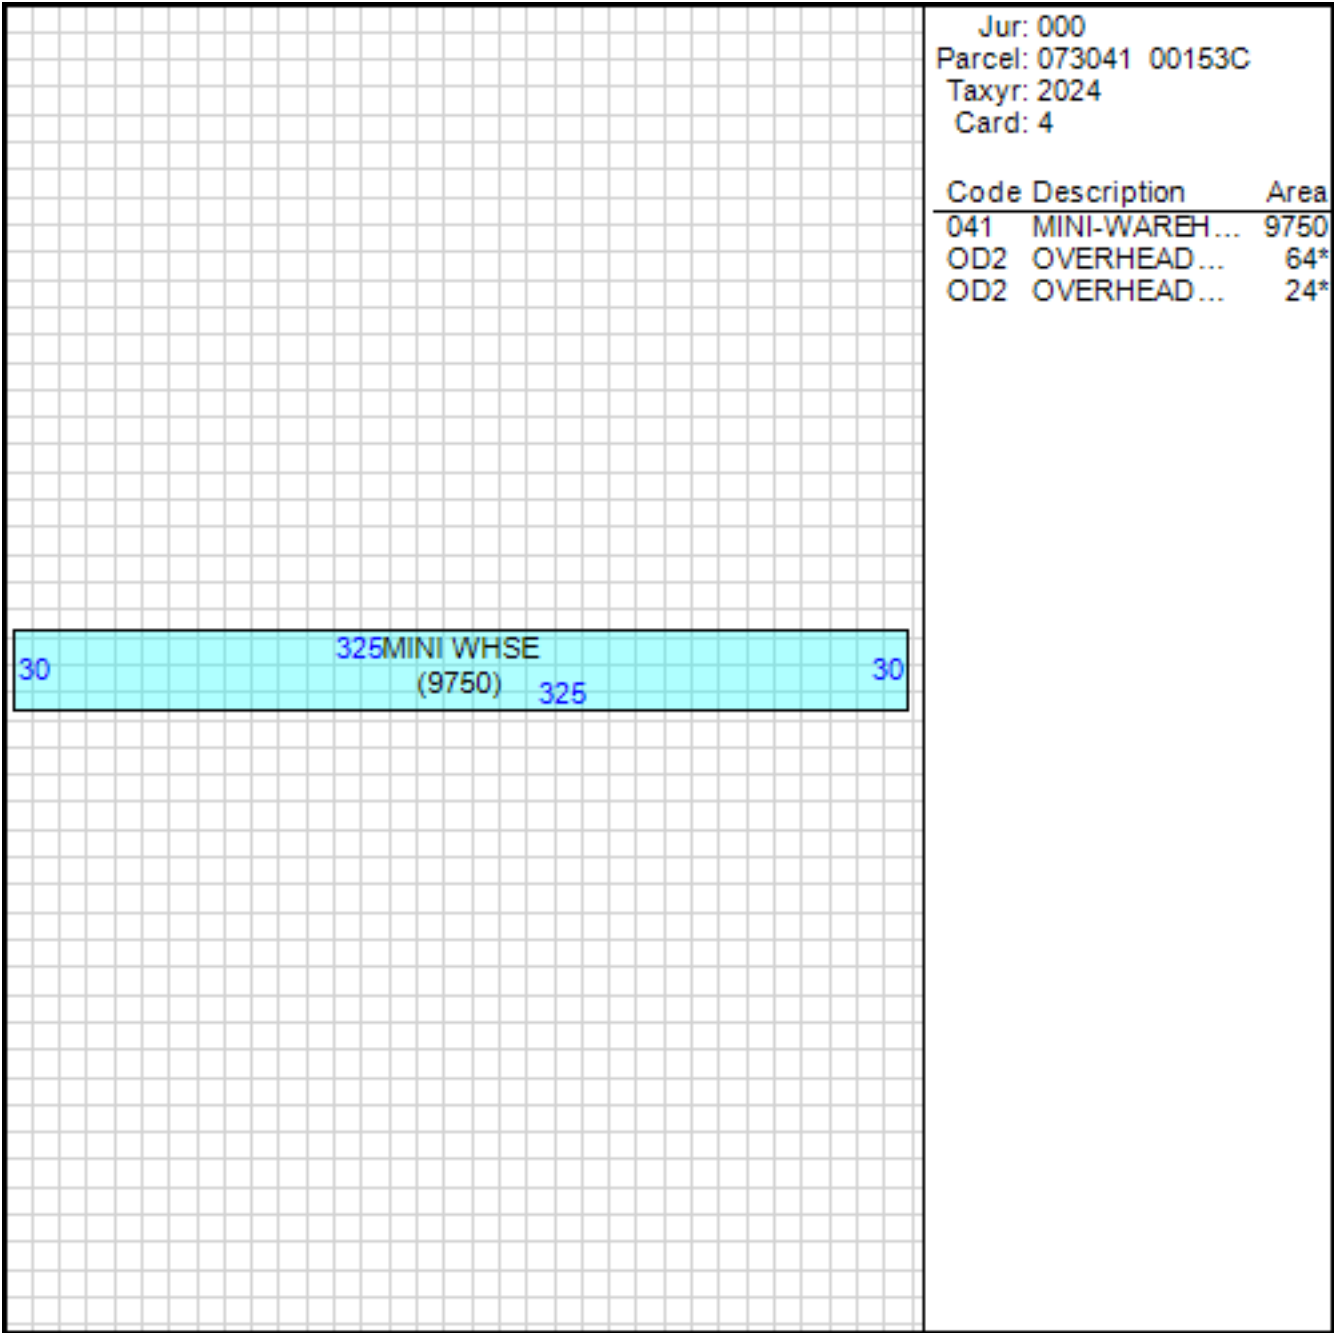 Jur: 000
Parcel: 073041 00153C
Taxyr: 2024
Card: 4
Code Description Area
041 MINI-WAREH... 9750
OD2 OVERHEAD... 64*
OD2 OVERHEAD... 24*
325MINI WHSE
30 30
(9750) 325